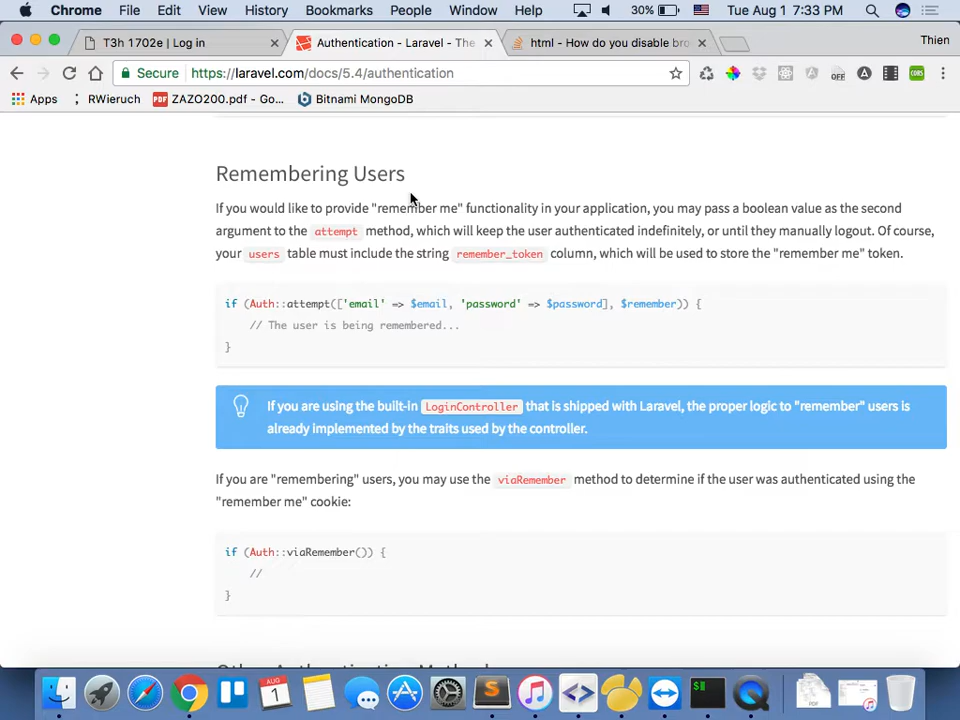 Chrome File Edit View History Bookmarks People Window Help 30% Tue Aug 1 7:33 PM
T3h 1702e | Log in
Authentication - Laravel - The
html - How do you disable bro
Thien
Secure https://laravel.com/docs/5.4/authentication OFF CORS
Apps RWieruch PDF ZAZO200.pdf - Go... Bitnami MongoDB
Remembering Users
If you would like to provide "remember me" functionality in your application, you may pass a boolean value as the second
argument to the attempt method, which will keep the user authenticated indefinitely, or until they manually logout. Of course,
your users table must include the string remember_token column, which will be used to store the "remember me" token.
if (Auth::attempt(['email' => $email, 'password' => $password], $remember)) {
// The user is being remembered...
}
If you are using the built-in LoginController that is shipped with Laravel, the proper logic to "remember" users is
already implemented by the traits used by the controller.
If you are "remembering" users, you may use the viaRemember method to determine if the user was authenticated using the
"remember me" cookie:
if (Auth::viaRemember()) {
//
}
Other Authentication Methods
AUG
1